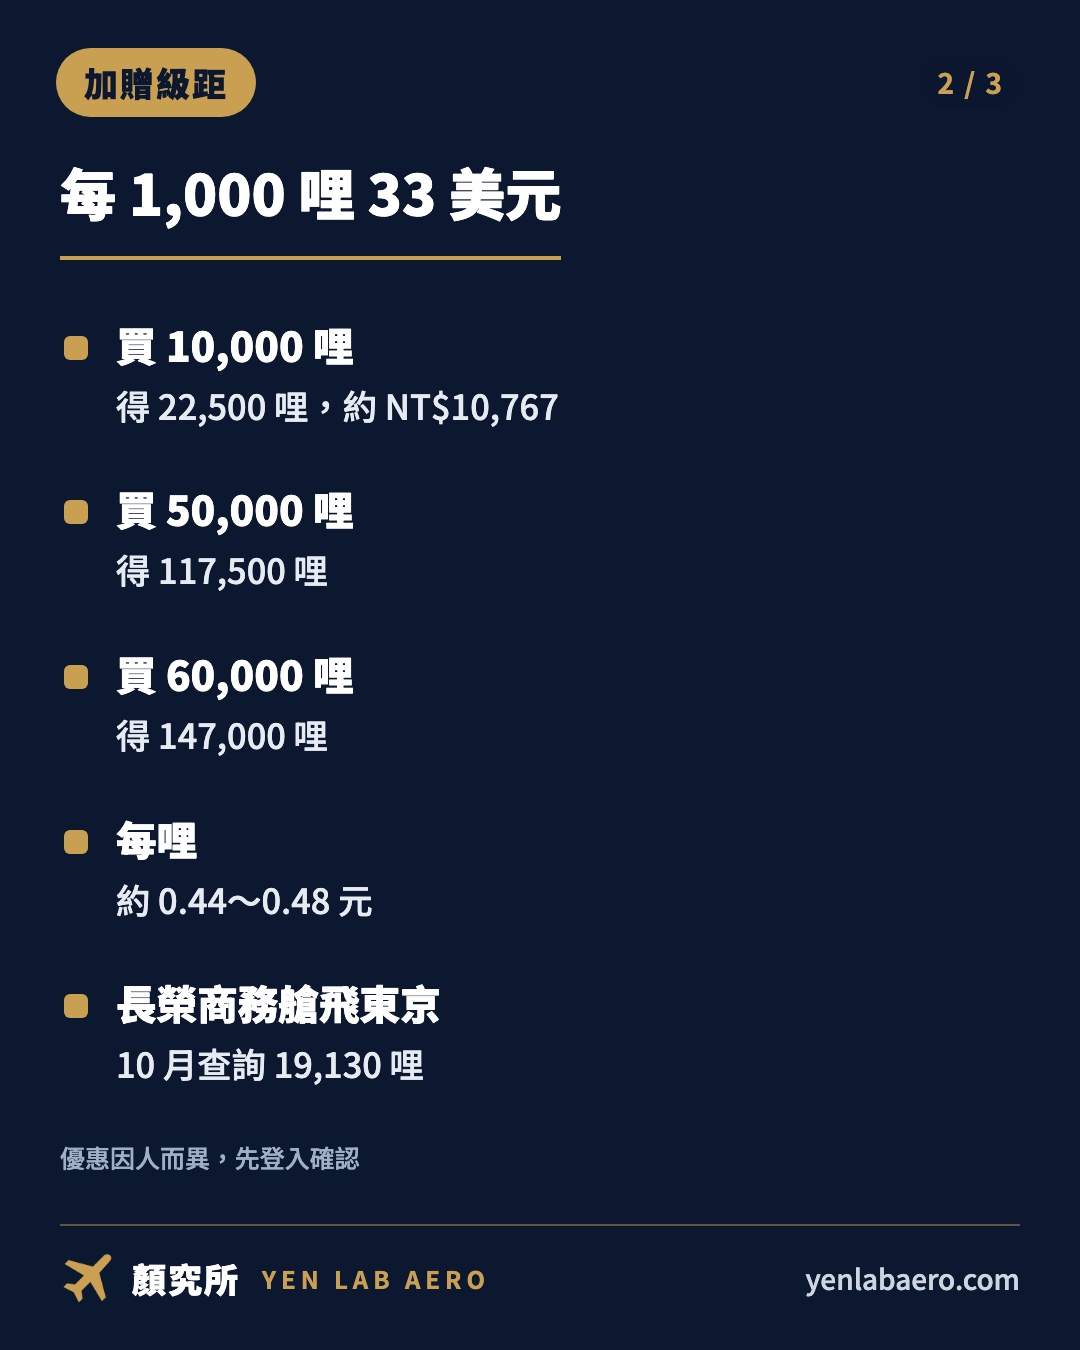 加贈級距
2 / 3
每 1,000 哩 33 美元
買 10,000 哩
得 22,500 哩，約 NT$10,767
買 50,000 哩
得 117,500 哩
買 60,000 哩
得 147,000 哩
每哩
約 0.44～0.48 元
長榮商務艙飛東京
10 月查詢 19,130 哩
優惠因人而異，先登入確認
顏究所 YEN LAB AERO
yenlabaero.com